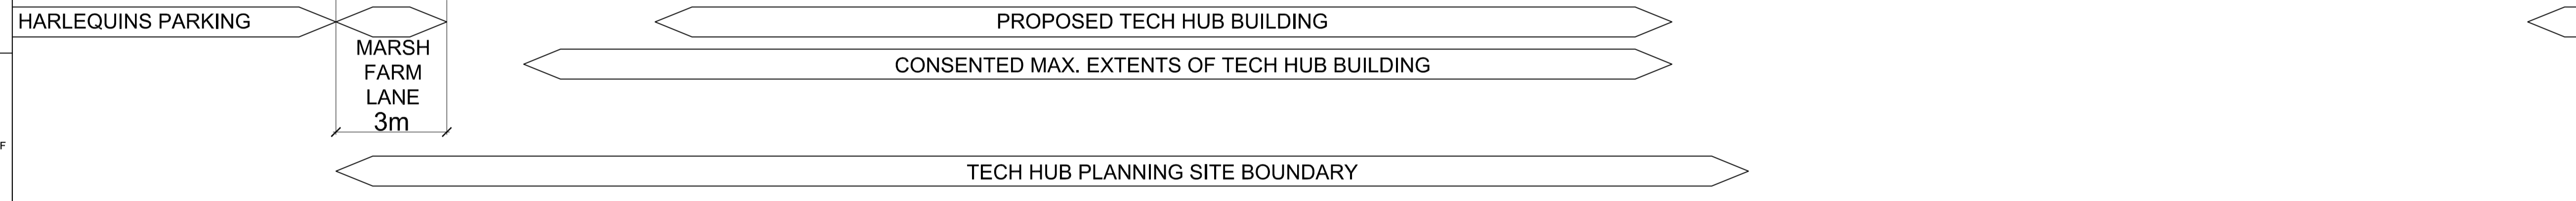 HARLEQUINS PARKING
PROPOSED TECH HUB BUILDING
MARSH
FARM
LANE
3m
CONSENTED MAX. EXTENTS OF TECH HUB BUILDING
F
TECH HUB PLANNING SITE BOUNDARY